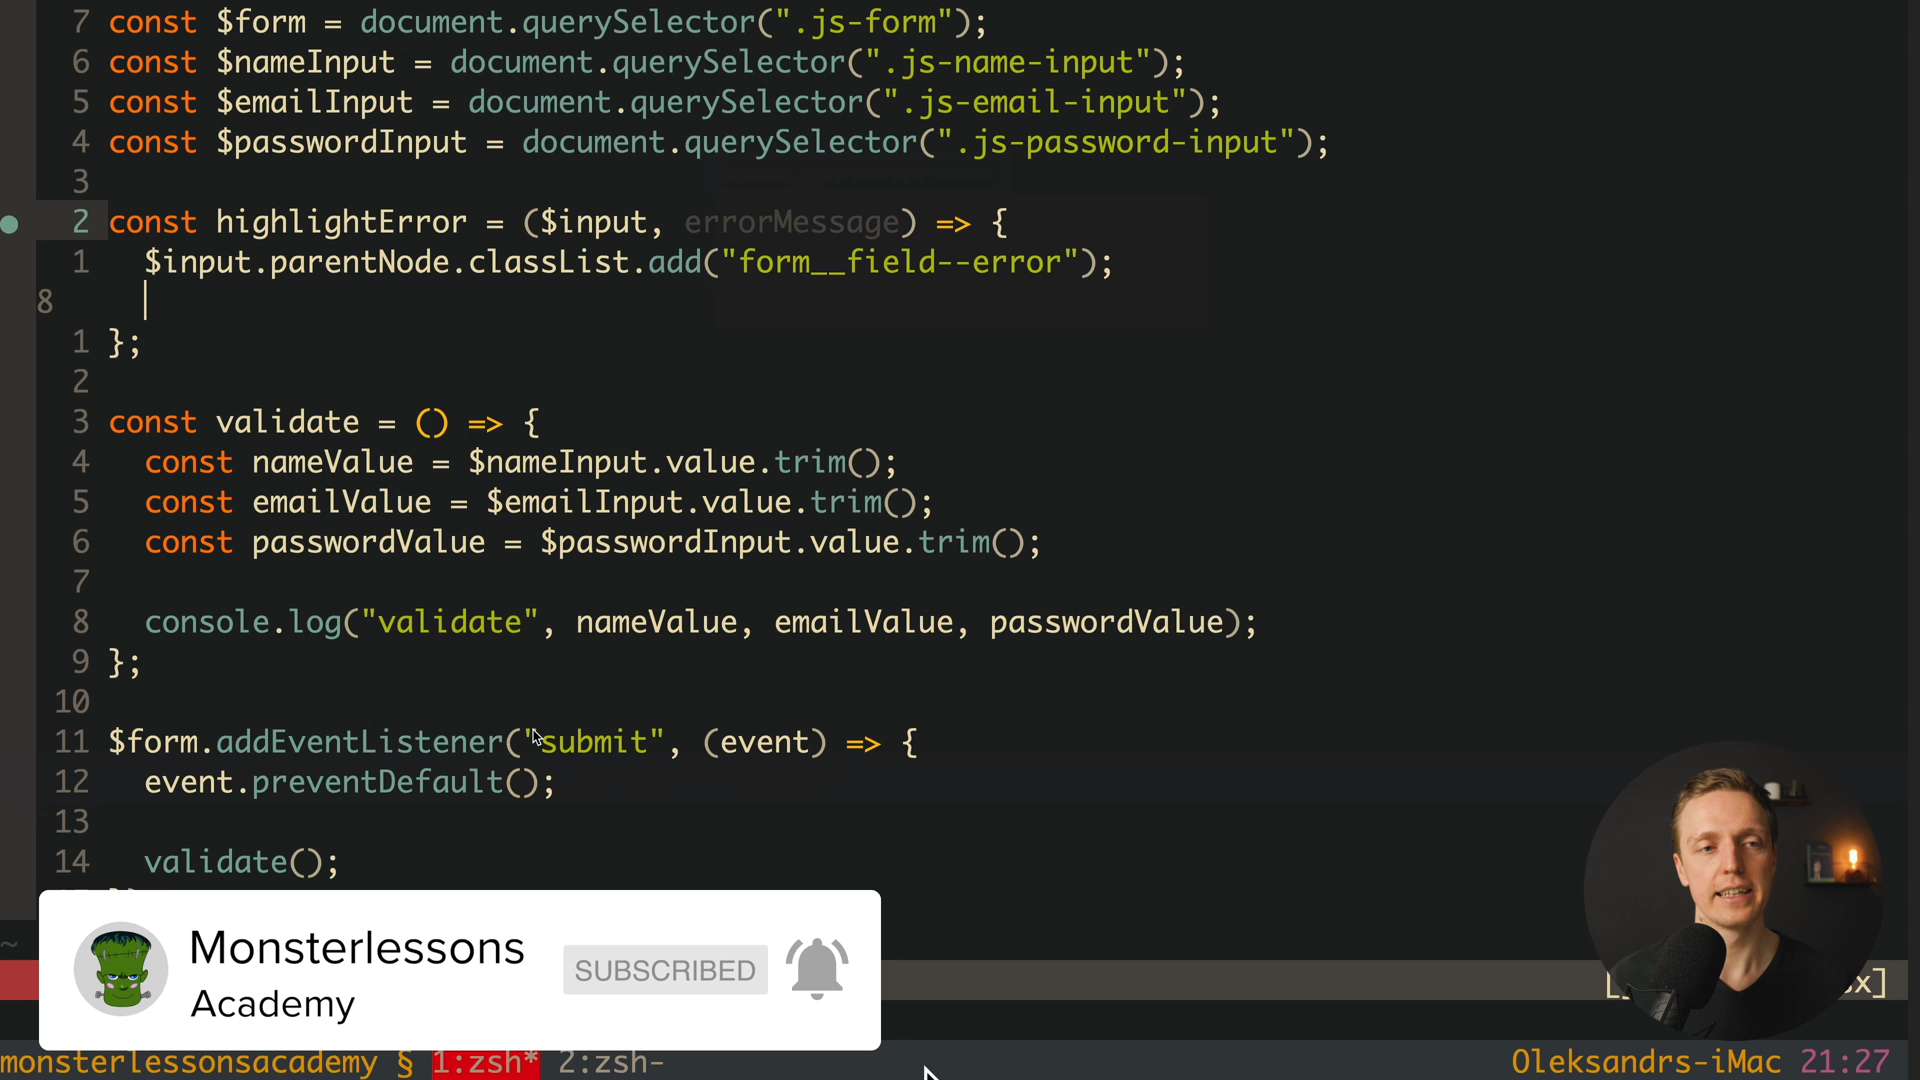 7 const $form = document.querySelector(".js-form");
6 const $nameInput = document.querySelector(".js-name-input");
5 const $emailInput = document.querySelector(".js-email-input");
4 const $passwordInput = document.querySelector(".js-password-input");
3
2 const highlightError = ($input, errorMessage) => {
1   $input.parentNode.classList.add("form__field--error");
8
1 };
2
3 const validate = () => {
4   const nameValue = $nameInput.value.trim();
5   const emailValue = $emailInput.value.trim();
6   const passwordValue = $passwordInput.value.trim();
7
8   console.log("validate", nameValue, emailValue, passwordValue);
9 };
10
11 $form.addEventListener("submit", (event) => {
12   event.preventDefault();
13
14   validate();
~
Monsterlessons
Academy
SUBSCRIBED
x]
monsterlessonsacademy § 1:zsh* 2:zsh- Oleksandrs-iMac 21:27